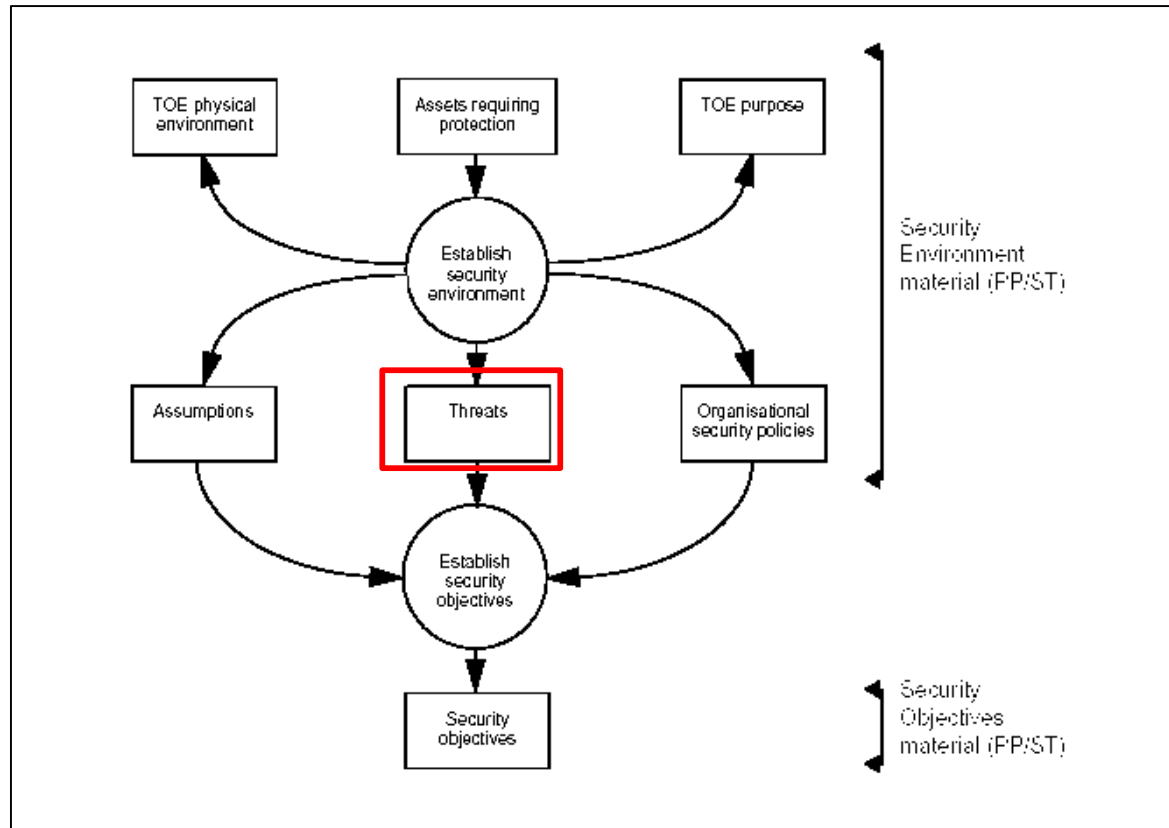 TOE physical
environment
Assets requiring
protection
TOE purpose
Establish
security
environment
Security
Environment
material (PP/ST)
Assumptions
Threats
Organisational
security policies
Establish
security
objectives
Security
objectives
Security
Objectives
material (PP/ST)